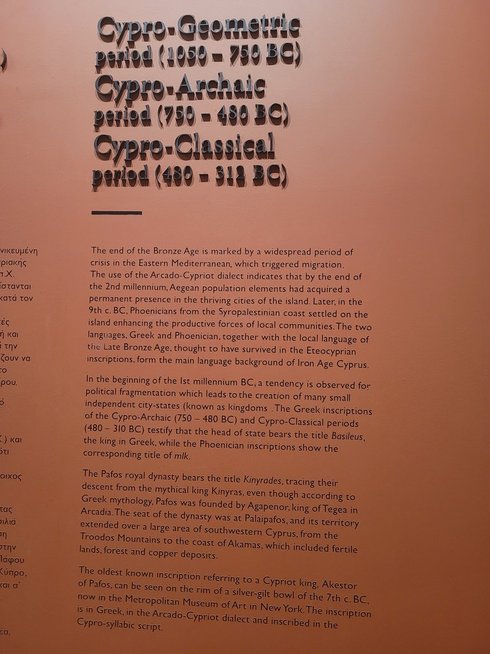 Cypro-Geometric
period (1050 – 750 BC)
Cypro-Archaic
period (750 – 480 BC)
Cypro-Classical
period (480 – 312 BC)
The end of the Bronze Age is marked by a widespread period of
crisis in the Eastern Mediterranean, which triggered migration.
The use of the Arcado-Cypriot dialect indicates that by the end of
the 2nd millennium, Aegean population elements had acquired a
permanent presence in the thriving cities of the island. Later, in the
9th c. BC, Phoenicians from the Syropalestinian coast settled on the
island enhancing the productive forces of local communities. The two
languages, Greek and Phoenician, together with the local language of
the Late Bronze Age, thought to have survived in the Eteocyprian
inscriptions, form the main language background of Iron Age Cyprus.
In the beginning of the 1st millennium BC, a tendency is observed for
political fragmentation which leads to the creation of many small
independent city-states (known as kingdoms . The Greek inscriptions
of the Cypro-Archaic (750 – 480 BC) and Cypro-Classical periods
(480 – 310 BC) testify that the head of state bears the title Basileus,
the king in Greek, while the Phoenician inscriptions show the
corresponding title of mlk.
The Pafos royal dynasty bears the title Kinyrades, tracing their
descent from the mythical king Kinyras, even though according to
Greek mythology, Pafos was founded by Agapenor, king of Tegea in
Arcadia. The seat of the dynasty was at Palaipafos, and its territory
extended over a large area of southwestern Cyprus, from the
Troodos Mountains to the coast of Akamas, which included fertile
lands, forest and copper deposits.
The oldest known inscription referring to a Cypriot king, Akestor
of Pafos, can be seen on the rim of a silver-gilt bowl of the 7th c. BC,
now in the Metropolitan Museum of Art in New York. The inscription
is in Greek, in the Arcado-Cypriot dialect and inscribed in the
Cypro-syllabic script.